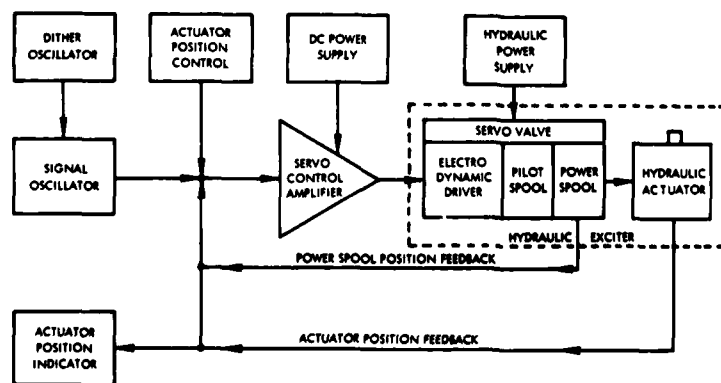 DITHER
OSCILLATOR
ACTUATOR
POSITION
CONTROL
DC POWER
SUPPLY
HYDRAULIC
POWER
SUPPLY
SIGNAL
OSCILLATOR
SERVO
CONTROL
AMPLIFIER
SERVO VALVE
ELECTRO
DYNAMIC
DRIVER
PILOT
SPOOL
POWER
SPOOL
HYDRAULIC
ACTUATOR
HYDRAULIC EXCITER
POWER SPOOL POSITION FEEDBACK
ACTUATOR
POSITION
INDICATOR
ACTUATOR POSITION FEEDBACK